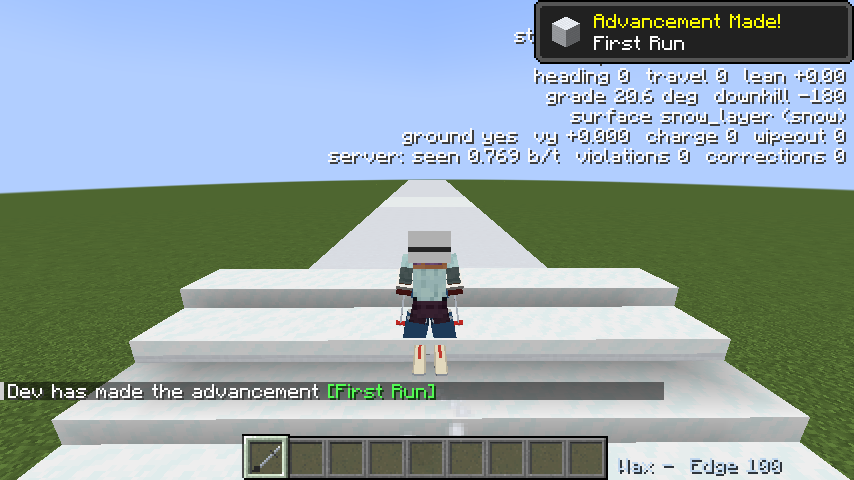 Advancement Made!
First Run
st
heading 0 travel 0 lean +0.00
grade 20.6 deg downhill -180
surface snow_layer (snow)
ground yes vy +0.000 charge 0 wipeout 0
server: seen 0.769 b/t violations 0 corrections 0
Dev has made the advancement [First Run]
Wax - Edge 100